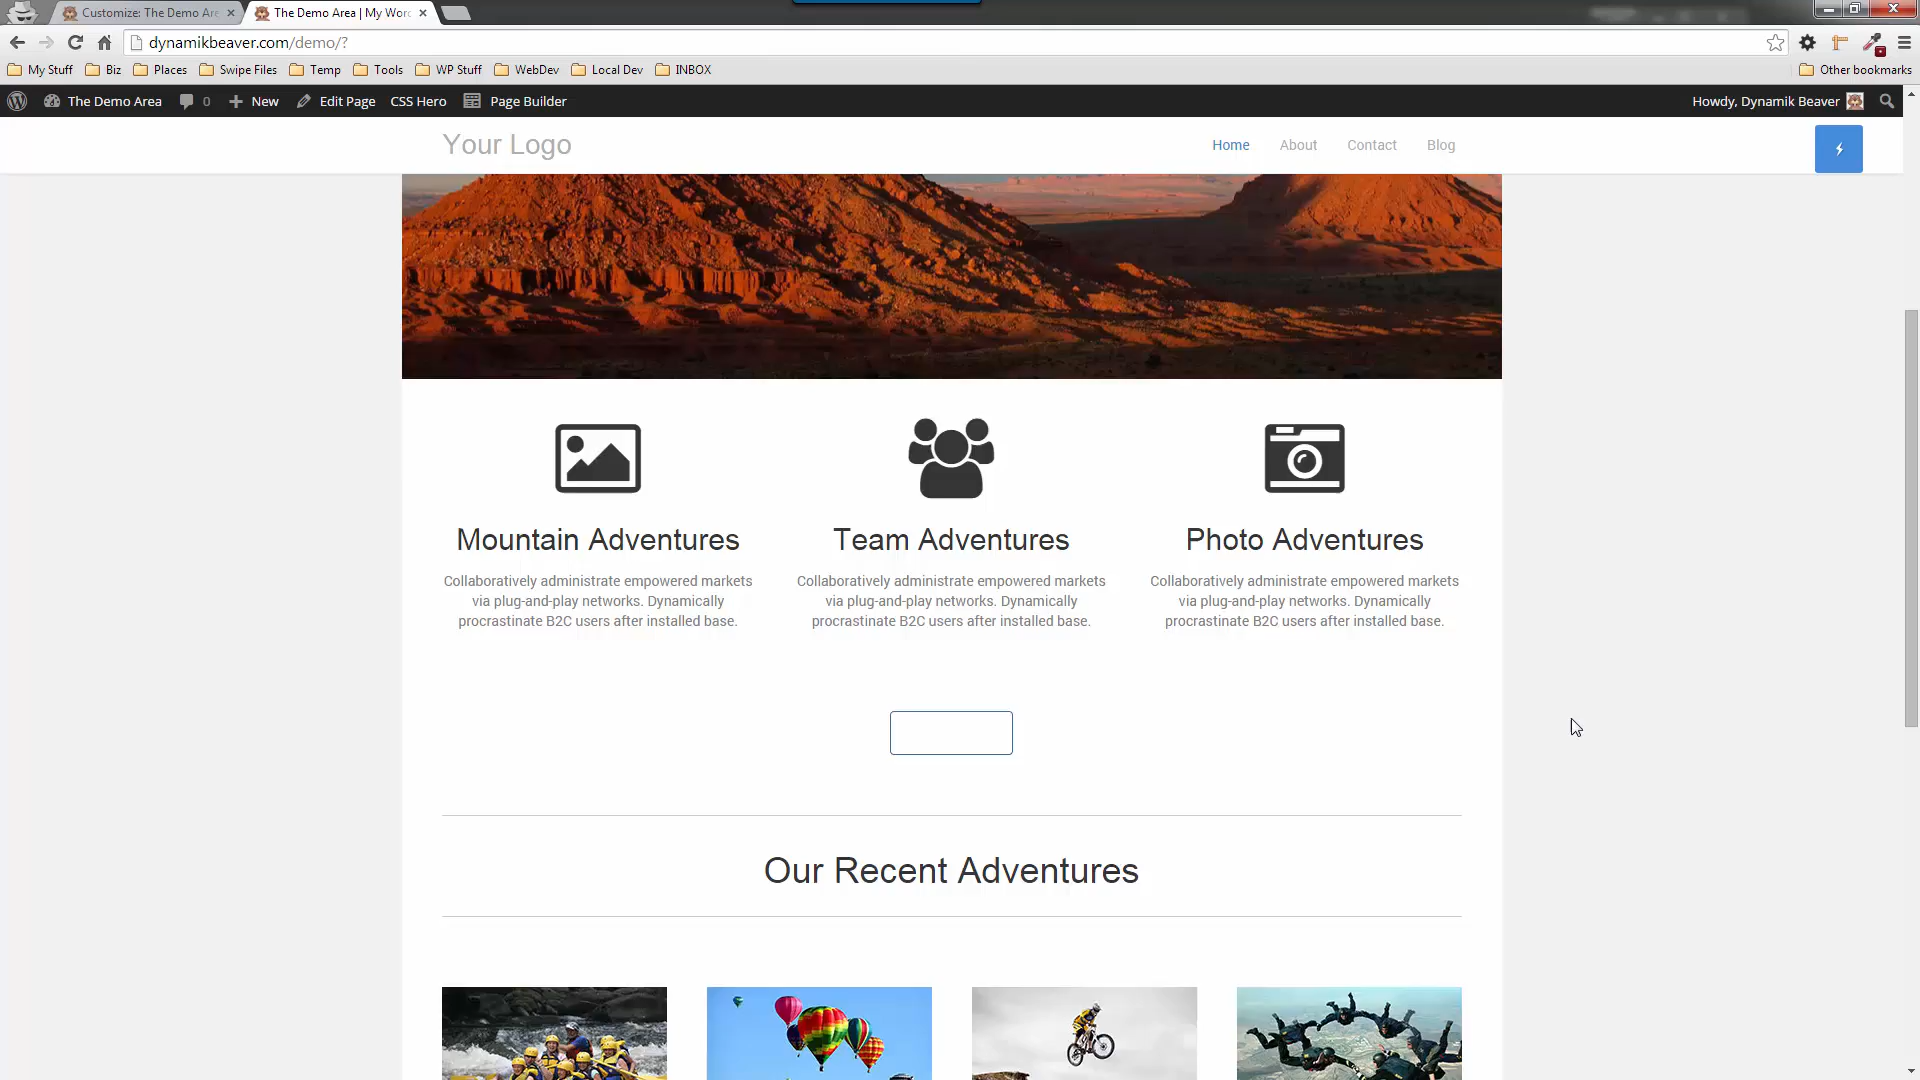 Customize: The Demo Are
The Demo Area | My Wor
dynamikbeaver.com/demo/?
My Stuff Biz Places Swipe Files Temp Tools WP Stuff WebDev Local Dev INBOX Other bookmarks
The Demo Area 0 New Edit Page CSS Hero Page Builder Howdy, Dynamik Beaver
Your Logo Home About Contact Blog
Mountain Adventures
Collaboratively administrate empowered markets
via plug-and-play networks. Dynamically
procrastinate B2C users after installed base.
Team Adventures
Collaboratively administrate empowered markets
via plug-and-play networks. Dynamically
procrastinate B2C users after installed base.
Photo Adventures
Collaboratively administrate empowered markets
via plug-and-play networks. Dynamically
procrastinate B2C users after installed base.
Our Recent Adventures